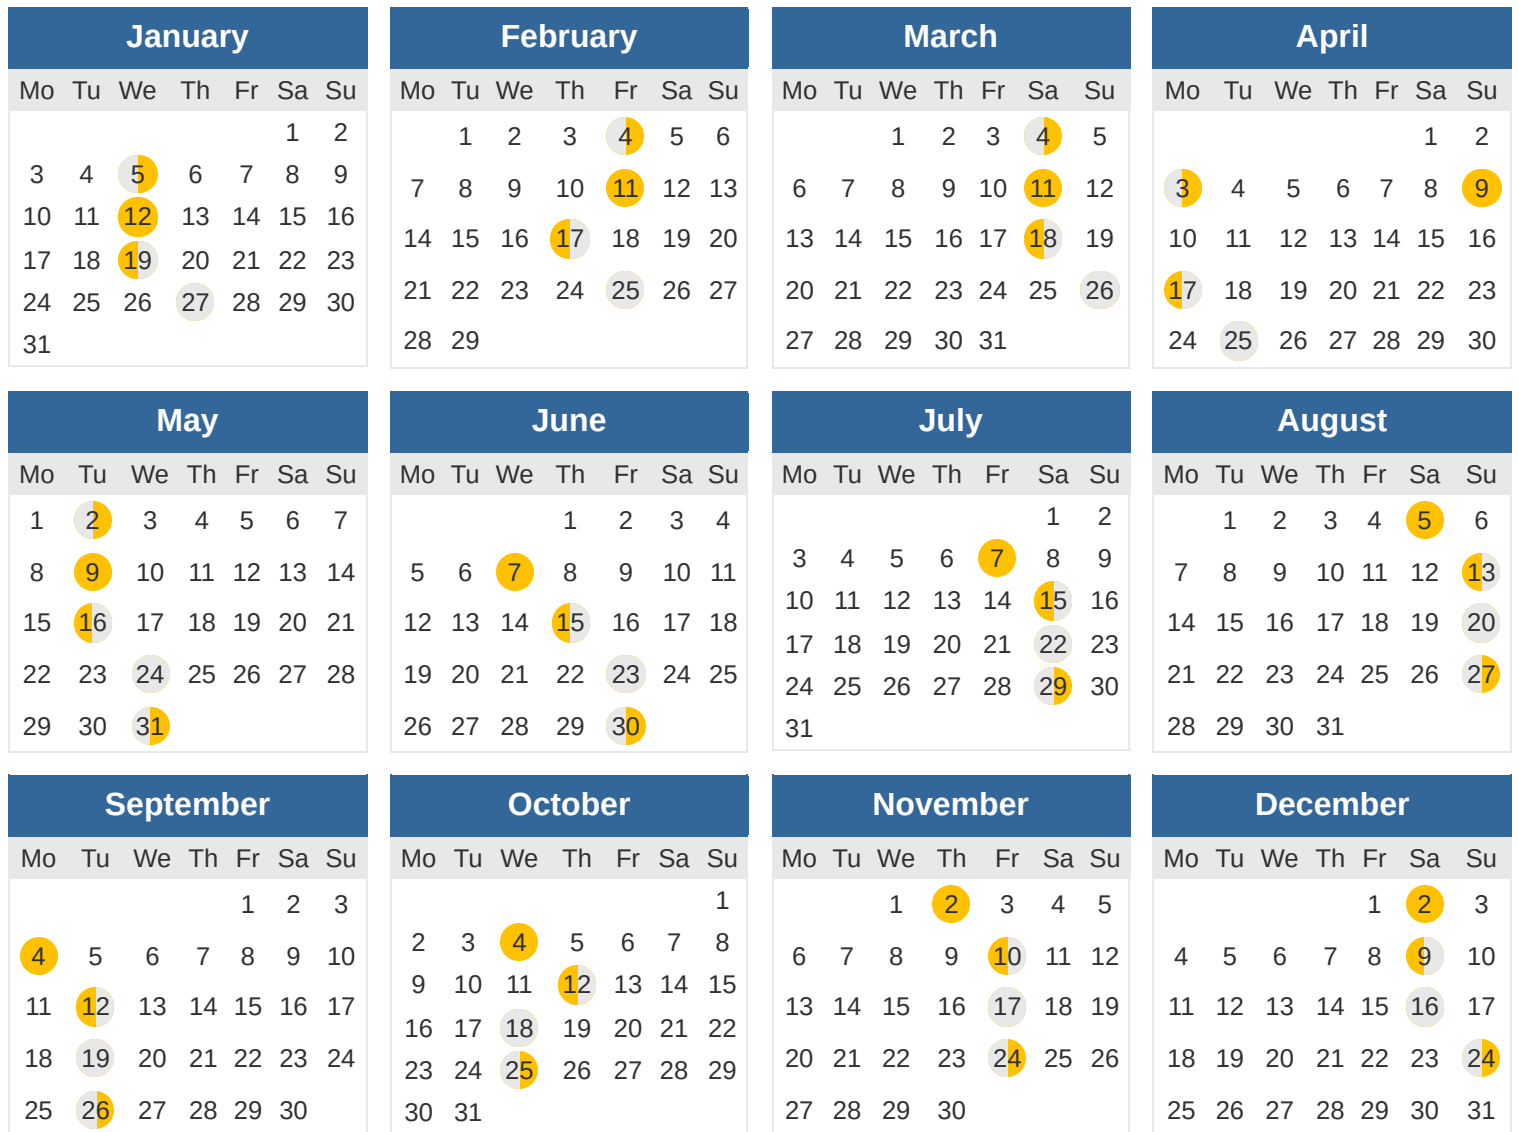 January
Mo Tu We Th Fr Sa Su
1 2
3 4 5 6 7 8 9
10 11 12 13 14 15 16
17 18 19 20 21 22 23
24 25 26 27 28 29 30
31
February
Mo Tu We Th Fr Sa Su
1 2 3 4 5 6
7 8 9 10 11 12 13
14 15 16 17 18 19 20
21 22 23 24 25 26 27
28 29
March
Mo Tu We Th Fr Sa Su
1 2 3 4 5
6 7 8 9 10 11 12
13 14 15 16 17 18 19
20 21 22 23 24 25 26
27 28 29 30 31
April
Mo Tu We Th Fr Sa Su
1 2
3 4 5 6 7 8 9
10 11 12 13 14 15 16
17 18 19 20 21 22 23
24 25 26 27 28 29 30
May
Mo Tu We Th Fr Sa Su
1 2 3 4 5 6 7
8 9 10 11 12 13 14
15 16 17 18 19 20 21
22 23 24 25 26 27 28
29 30 31
June
Mo Tu We Th Fr Sa Su
1 2 3 4
5 6 7 8 9 10 11
12 13 14 15 16 17 18
19 20 21 22 23 24 25
26 27 28 29 30
July
Mo Tu We Th Fr Sa Su
1 2
3 4 5 6 7 8 9
10 11 12 13 14 15 16
17 18 19 20 21 22 23
24 25 26 27 28 29 30
31
August
Mo Tu We Th Fr Sa Su
1 2 3 4 5 6
7 8 9 10 11 12 13
14 15 16 17 18 19 20
21 22 23 24 25 26 27
28 29 30 31
September
Mo Tu We Th Fr Sa Su
1 2 3
4 5 6 7 8 9 10
11 12 13 14 15 16 17
18 19 20 21 22 23 24
25 26 27 28 29 30
October
Mo Tu We Th Fr Sa Su
1
2 3 4 5 6 7 8
9 10 11 12 13 14 15
16 17 18 19 20 21 22
23 24 25 26 27 28 29
30 31
November
Mo Tu We Th Fr Sa Su
1 2 3 4 5
6 7 8 9 10 11 12
13 14 15 16 17 18 19
20 21 22 23 24 25 26
27 28 29 30
December
Mo Tu We Th Fr Sa Su
1 2 3
4 5 6 7 8 9 10
11 12 13 14 15 16 17
18 19 20 21 22 23 24
25 26 27 28 29 30 31